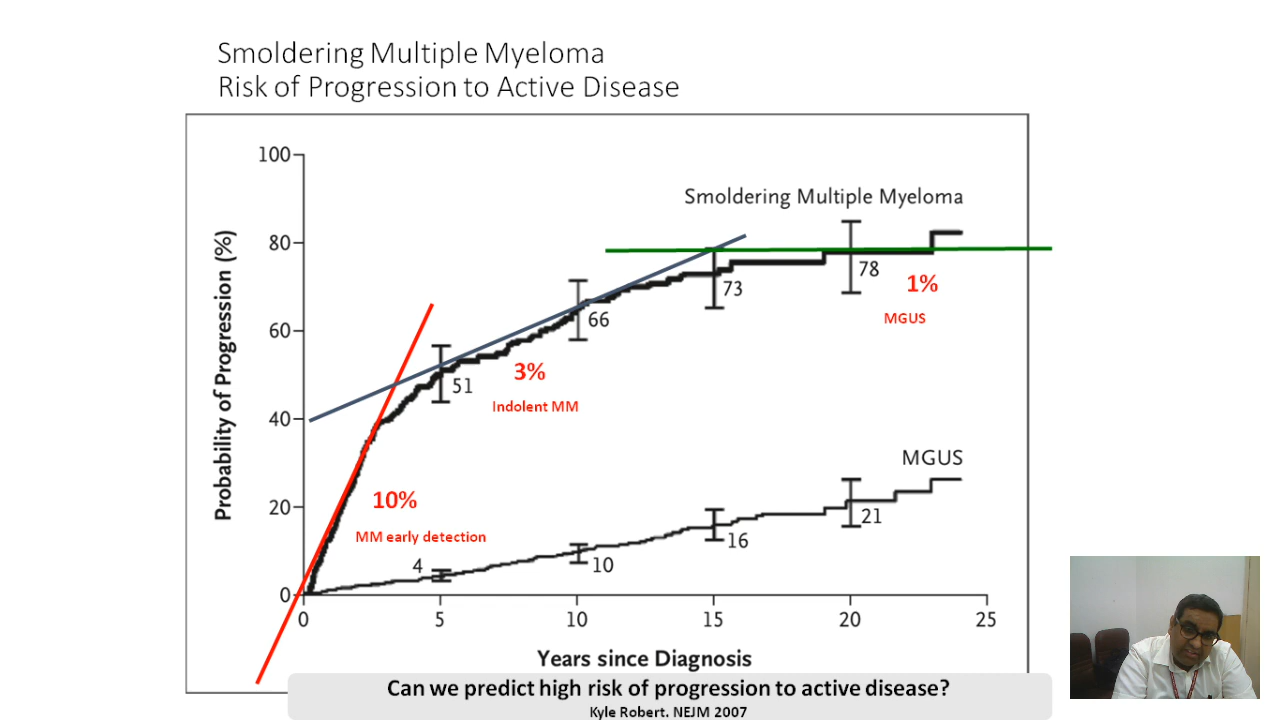 Smoldering Multiple Myeloma
Risk of Progression to Active Disease
Probability of Progression (%)
100
80
60
40
20
0
Smoldering Multiple Myeloma
51
66
73
78
1%
MGUS
3%
Indolent MM
10%
MM early detection
MGUS
4
10
16
21
0 5 10 15 20 25
Years since Diagnosis
Can we predict high risk of progression to active disease?
Kyle Robert. NEJM 2007